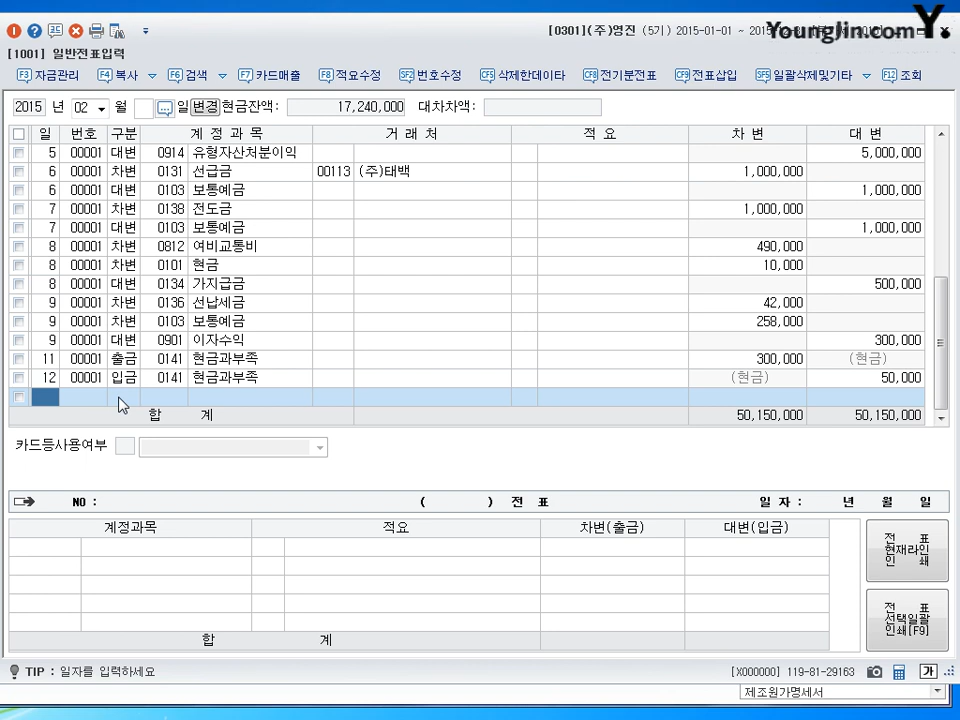 [0301](주)영진 (5기) 2015-01-01 ~ 2015-12-
Younglin.com Y.
[1001] 일반전표입력
F3 자금관리 F4 복사 F6 검색 F7 카드매출 F8 적요수정 SF2 번호수정 CF5 삭제한데이타 CF8 전기분전표 CF9 전표삽입 SF5 일괄삭제및기타 F12 조회
2015 년 02 월 ... 일 변경 현금잔액: 17,240,000 대차차액:
일 번호 구분 계 정 과 목 거 래 처 적 요 차 변 대 변
5 00001 대변 0914 유형자산처분이익 5,000,000
6 00001 차변 0131 선급금 00113 (주)태백 1,000,000
6 00001 대변 0103 보통예금 1,000,000
7 00001 차변 0138 전도금 1,000,000
7 00001 대변 0103 보통예금 1,000,000
8 00001 차변 0812 여비교통비 490,000
8 00001 차변 0101 현금 10,000
8 00001 대변 0134 가지급금 500,000
9 00001 차변 0136 선납세금 42,000
9 00001 차변 0103 보통예금 258,000
9 00001 대변 0901 이자수익 300,000
11 00001 출금 0141 현금과부족 300,000 (현금)
12 00001 입금 0141 현금과부족 (현금) 50,000
합 계 50,150,000 50,150,000
카드등사용여부
NO : ( ) 전 표 일 자 : 년 월 일
계정과목 적요 차변(출금) 대변(입금)
전 표
현재라인
인 쇄
전 표
선택일괄
인쇄[F9]
합 계
TIP : 일자를 입력하세요 [X000000] 119-81-29163 가
제조원가명세서